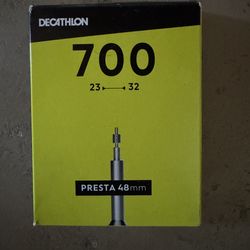 DECATHLON
700
23 32
PRESTA 48mm